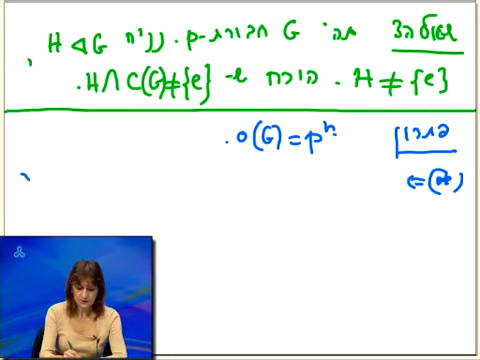 שאלה 3 תהי G חבורת-p. נניח H ⊲ G ,
H ≠ {e} . הוכח ש- H∩C(G)≠{e}.
פתרון O(G) = pⁿ.